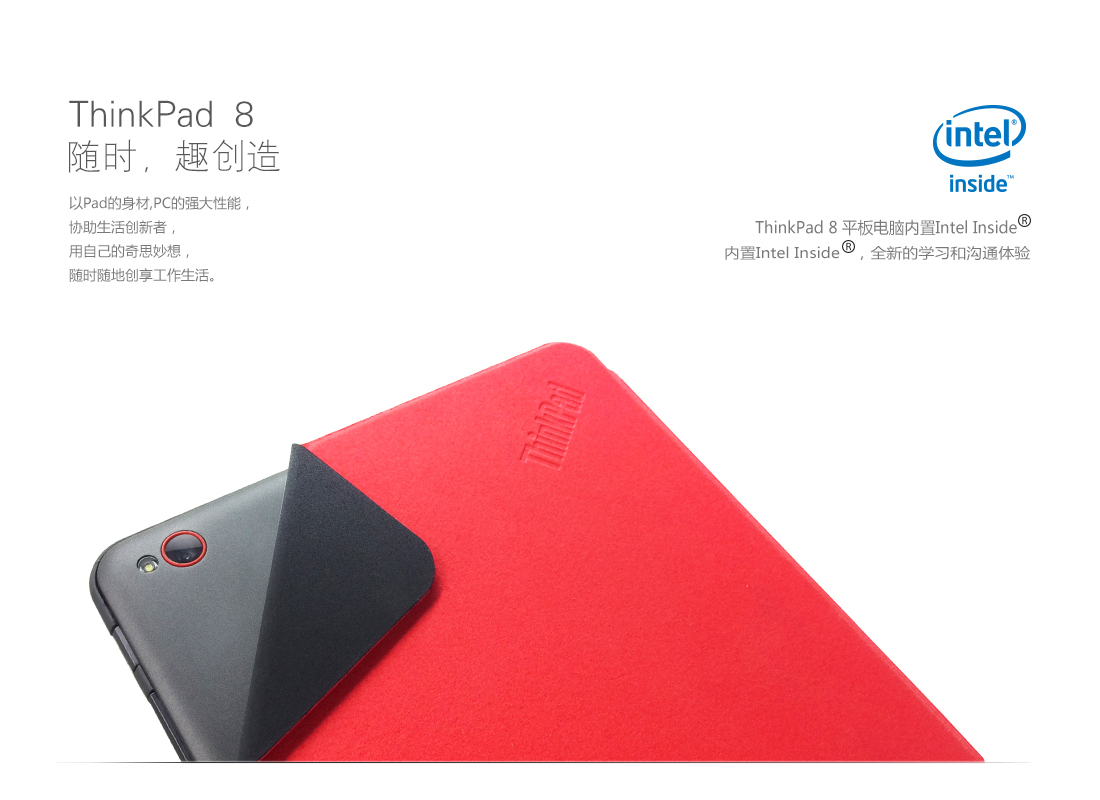 ThinkPad 8
随时，趣创造
以Pad的身材,PC的强大性能，
协助生活创新者，
用自己的奇思妙想，
随时随地创享工作生活。
intel®
inside™
ThinkPad 8 平板电脑内置Intel Inside®
内置Intel Inside®，全新的学习和沟通体验
ThinkPad